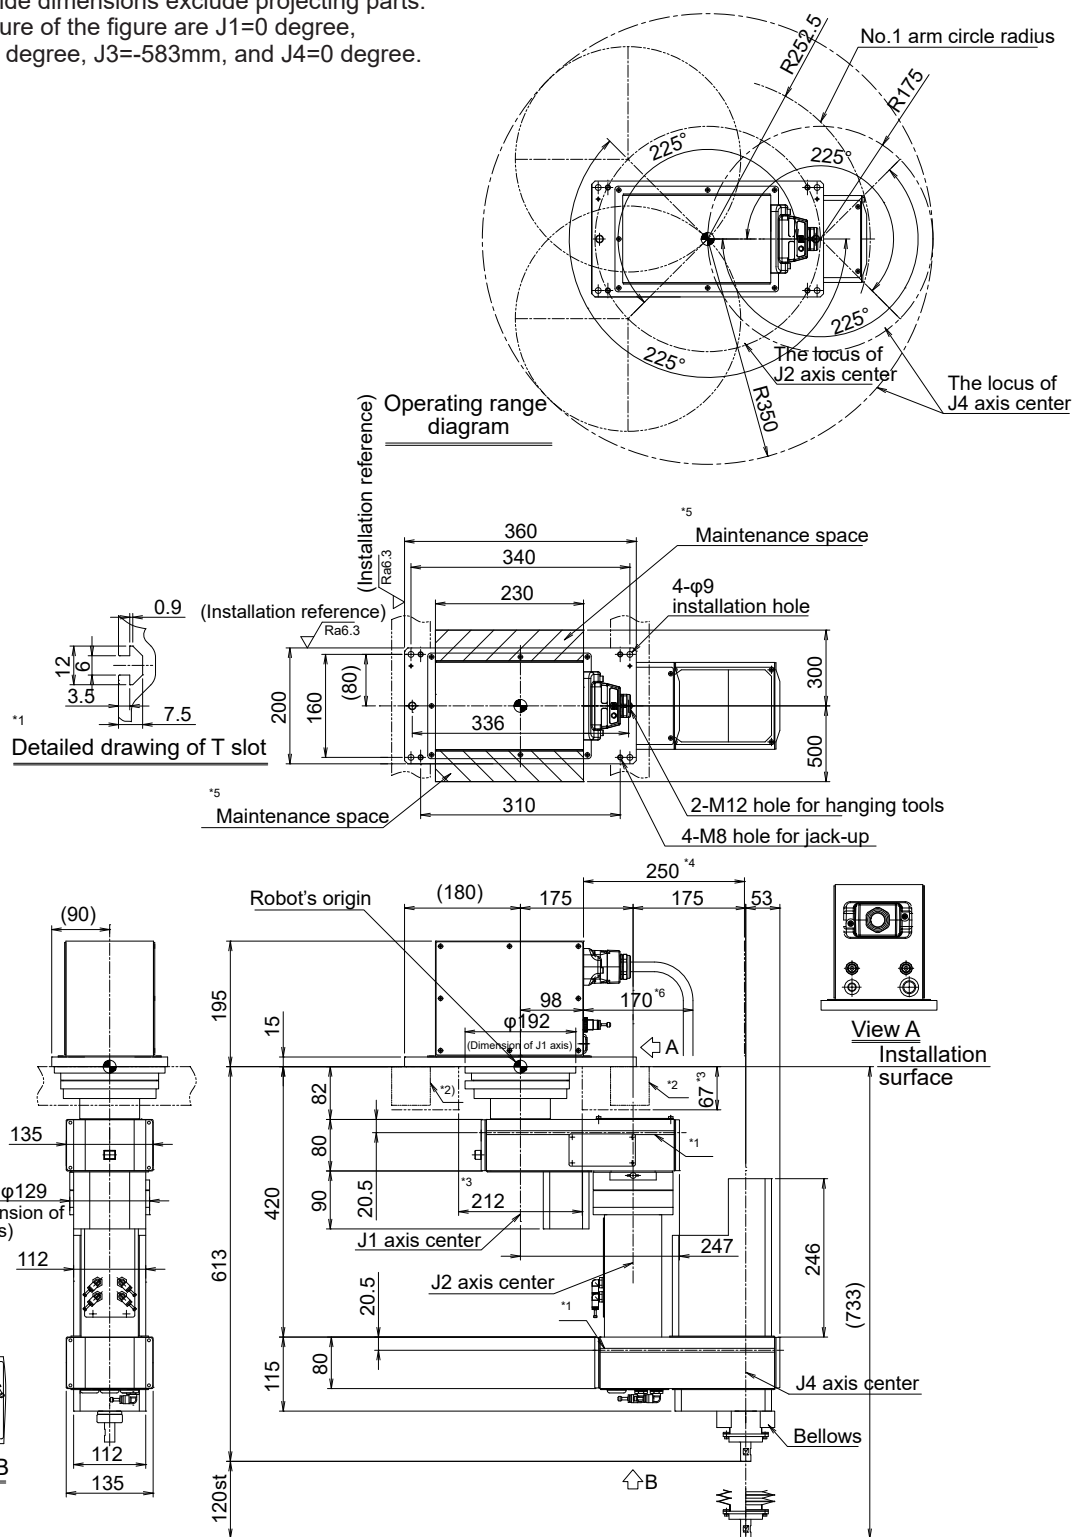 ide dimensions exclude projecting parts.
ure of the figure are J1=0 degree,
degree, J3=-583mm, and J4=0 degree.
R252.5
No.1 arm circle radius
R175
225°
225°
225°
225°
The locus of
J2 axis center
The locus of
J4 axis center
R350
Operating range
diagram
(Installation reference)
Ra6.3
360
340
230
*5
Maintenance space
4-φ9
installation hole
0.9
(Installation reference)
Ra6.3
12
6
3.5
7.5
*1
Detailed drawing of T slot
200
160
(80)
336
300
500
*5
Maintenance space
310
2-M12 hole for hanging tools
4-M8 hole for jack-up
250 *4
Robot's origin
(180)
175
175
53
(90)
195
15
98
170 *6
φ192
(Dimension of J1 axis)
A
View A
Installation
surface
*2)
*2
67 *3
82
80
20.5
90
*1
135
φ129
nsion of
s)
112
*3
212
J1 axis center
247
J2 axis center
420
613
246
(733)
20.5
*1
115
80
J4 axis center
Bellows
B
112
135
120st
B